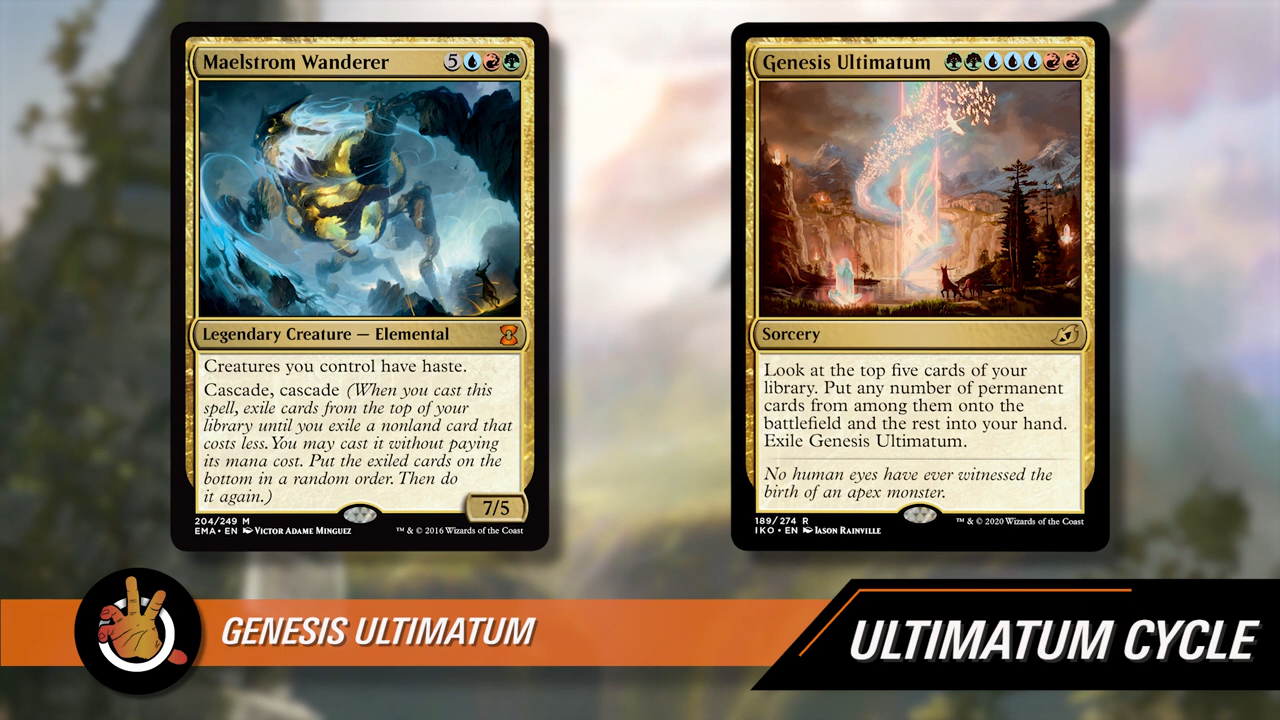 Maelstrom Wanderer 5
Legendary Creature — Elemental
Creatures you control have haste.
Cascade, cascade (When you cast this
spell, exile cards from the top of your
library until you exile a nonland card that
costs less. You may cast it without paying
its mana cost. Put the exiled cards on the
bottom in a random order. Then do
it again.)
7/5
204/249 M
EMA • EN Victor Adame Minguez
™ & © 2016 Wizards of the Coast
Genesis Ultimatum
Sorcery
Look at the top five cards of your
library. Put any number of permanent
cards from among them onto the
battlefield and the rest into your hand.
Exile Genesis Ultimatum.
No human eyes have ever witnessed the
birth of an apex monster.
189/274 R
IKO • EN Jason Rainville
™ & © 2020 Wizards of the Coast
GENESIS ULTIMATUM
ULTIMATUM CYCLE